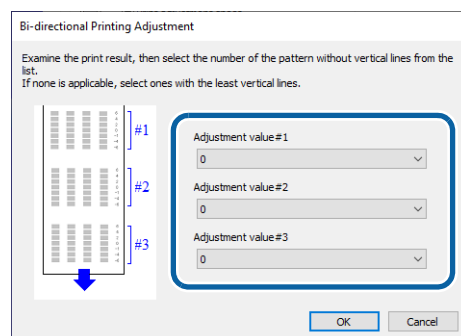 Bi-directional Printing Adjustment
Examine the print result, then select the number of the pattern without vertical lines from the
list.
If none is applicable, select ones with the least vertical lines.
#1
#2
#3
Adjustment value#1
0
Adjustment value#2
0
Adjustment value#3
0
OK
Cancel